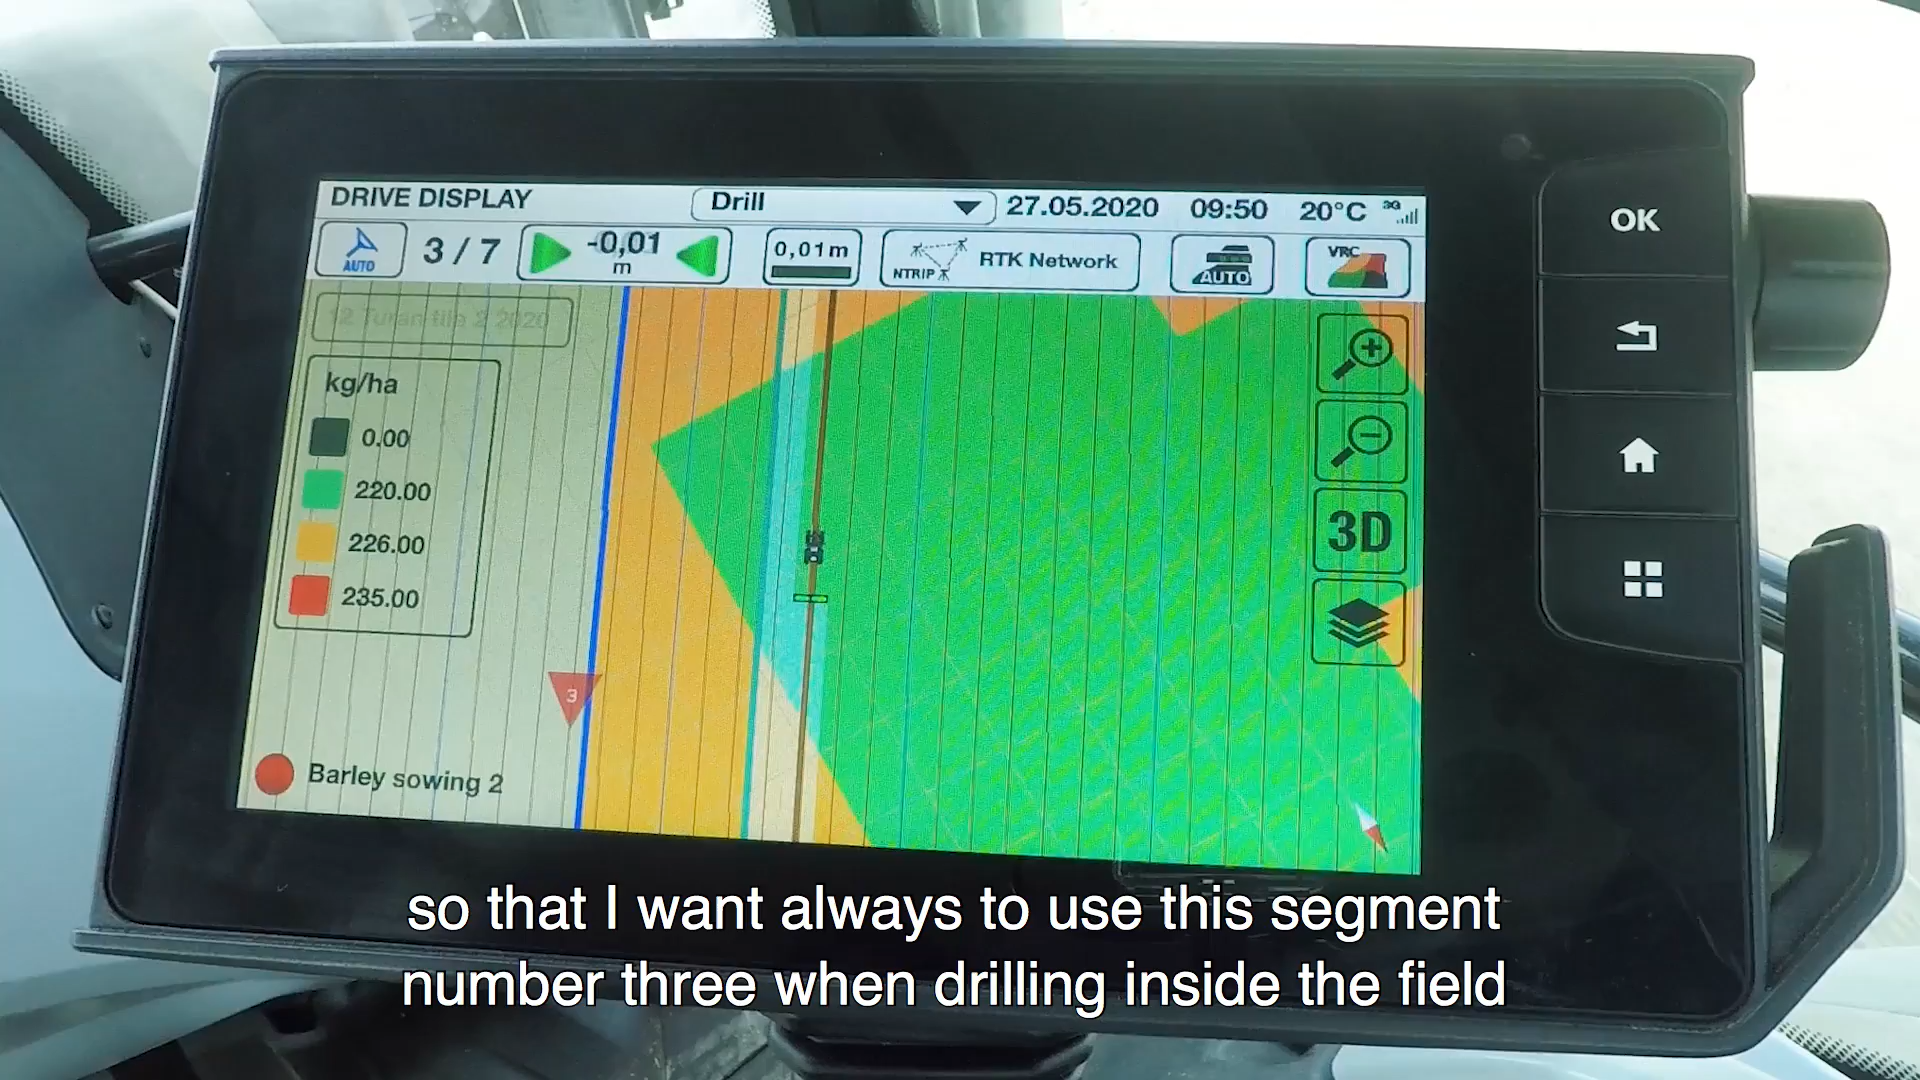 DRIVE DISPLAY
Drill
27.05.2020 09:50 20°C 3G
AUTO
3 / 7
-0,01
m
0,01m
NTRIP
RTK Network
AUTO
VRC
kg/ha
0.00
220.00
226.00
235.00
3D
3
Barley sowing 2
OK
so that I want always to use this segment
number three when drilling inside the field